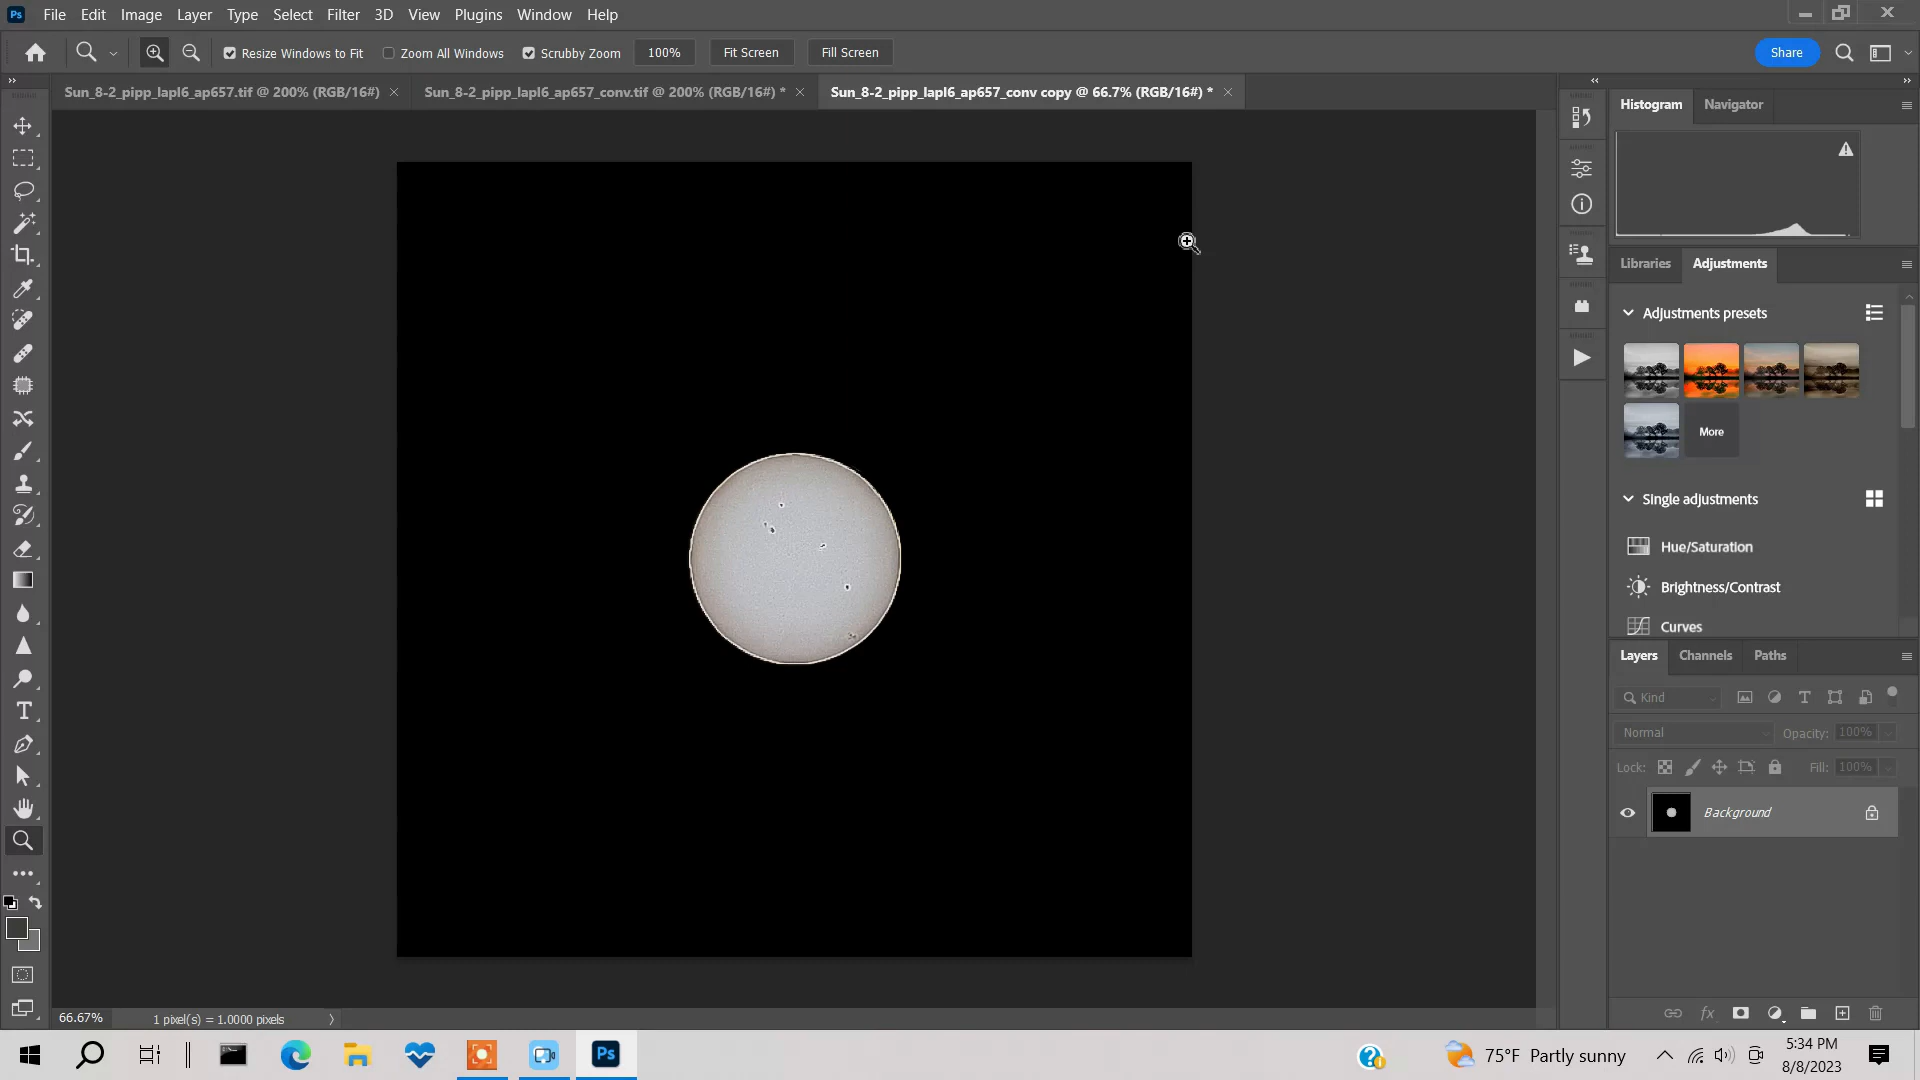 Ps File Edit Image Layer Type Select Filter 3D View Plugins Window Help
Resize Windows to Fit Zoom All Windows Scrubby Zoom 100% Fit Screen Fill Screen Share
Sun_8-2_pipp_lapl6_ap657.tif @ 200% (RGB/16#) Sun_8-2_pipp_lapl6_ap657_conv.tif @ 200% (RGB/16#) * Sun_8-2_pipp_lapl6_ap657_conv copy @ 66.7% (RGB/16#) *
Histogram Navigator
Libraries Adjustments
Adjustments presets
More
Single adjustments
Hue/Saturation
Brightness/Contrast
Curves
Layers Channels Paths
Kind
Normal Opacity: 100%
Lock: Fill: 100%
Background
66.67% 1 pixel(s) = 1.0000 pixels
Ps 75°F Partly sunny 5:34 PM
8/8/2023